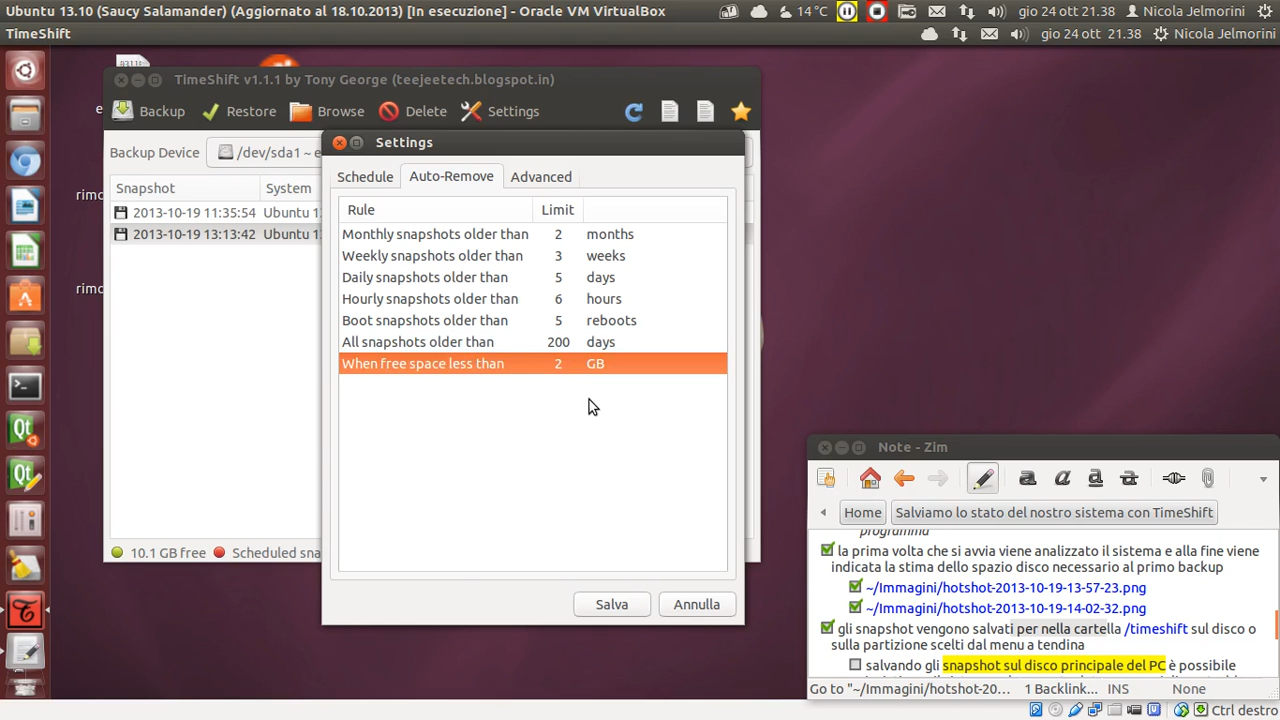 Ubuntu 13.10 (Saucy Salamander) (Aggiornato al 18.10.2013) [In esecuzione] - Oracle VM VirtualBox
14°C
gio 24 ott 21.38
Nicola Jelmorini
TimeShift
gio 24 ott 21.38
Nicola Jelmorini
TimeShift v1.1.1 by Tony George (teejeetech.blogspot.in)
Backup Restore Browse Delete Settings
Backup Device /dev/sda1 ~ e
Snapshot System
2013-10-19 11:35:54 Ubuntu 1
2013-10-19 13:13:42 Ubuntu 1
rimo
rimo
10.1 GB free Scheduled sna
Settings
Schedule Auto-Remove Advanced
Rule Limit
Monthly snapshots older than 2 months
Weekly snapshots older than 3 weeks
Daily snapshots older than 5 days
Hourly snapshots older than 6 hours
Boot snapshots older than 5 reboots
All snapshots older than 200 days
When free space less than 2 GB
Salva Annulla
Note - Zim
Home Salviamo lo stato del nostro sistema con TimeShift
programma
la prima volta che si avvia viene analizzato il sistema e alla fine viene
indicata la stima dello spazio disco necessario al primo backup
~/Immagini/hotshot-2013-10-19-13-57-23.png
~/Immagini/hotshot-2013-10-19-14-02-32.png
gli snapshot vengono salvati per nella cartella /timeshift sul disco o
sulla partizione scelti dal menu a tendina
salvando gli snapshot sul disco principale del PC è possibile
Go to "~/Immagini/hotshot-20... 1 Backlink... INS None
Ctrl destro